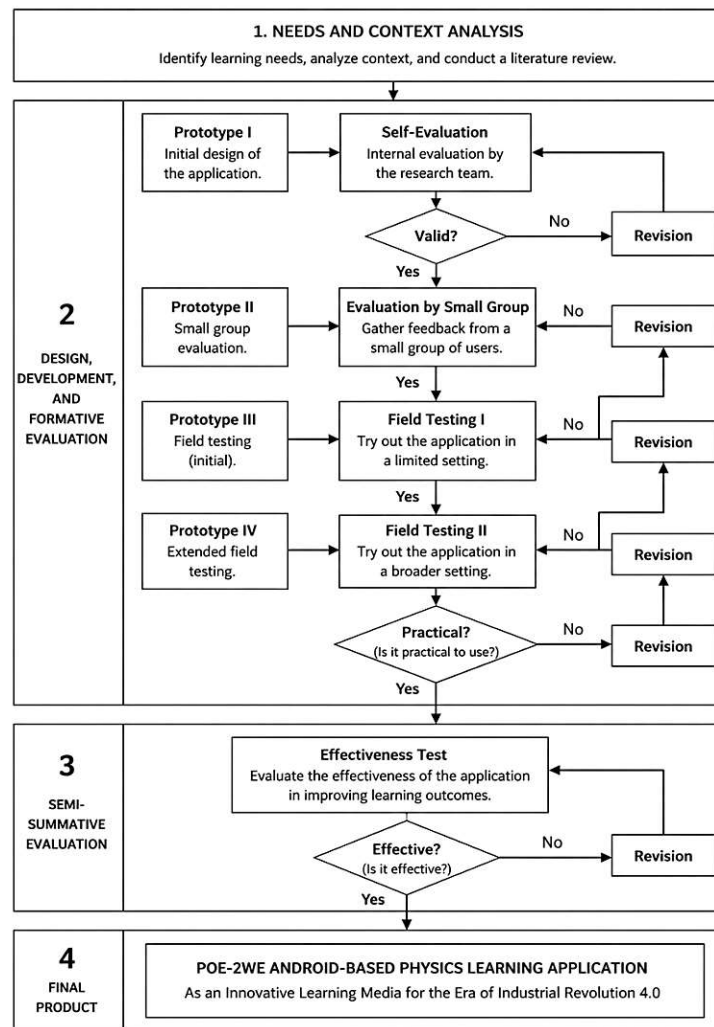 1. NEEDS AND CONTEXT ANALYSIS
Identify learning needs, analyze context, and conduct a literature review.
2
DESIGN,
DEVELOPMENT,
AND
FORMATIVE
EVALUATION
Prototype I
Initial design of
the application.
Self-Evaluation
Internal evaluation by
the research team.
Valid?
No
Revision
Yes
Prototype II
Small group
evaluation.
Evaluation by Small Group
Gather feedback from a
small group of users.
No
Revision
Yes
Prototype III
Field testing
(initial).
Field Testing I
Try out the application in
a limited setting.
No
Revision
Yes
Prototype IV
Extended field
testing.
Field Testing II
Try out the application in
a broader setting.
No
Revision
Practical?
(Is it practical to use?)
No
Revision
Yes
3
SEMI-
SUMMATIVE
EVALUATION
Effectiveness Test
Evaluate the effectiveness of the application
in improving learning outcomes.
Effective?
(Is it effective?)
No
Revision
Yes
4
FINAL
PRODUCT
POE-2WE ANDROID-BASED PHYSICS LEARNING APPLICATION
As an Innovative Learning Media for the Era of Industrial Revolution 4.0